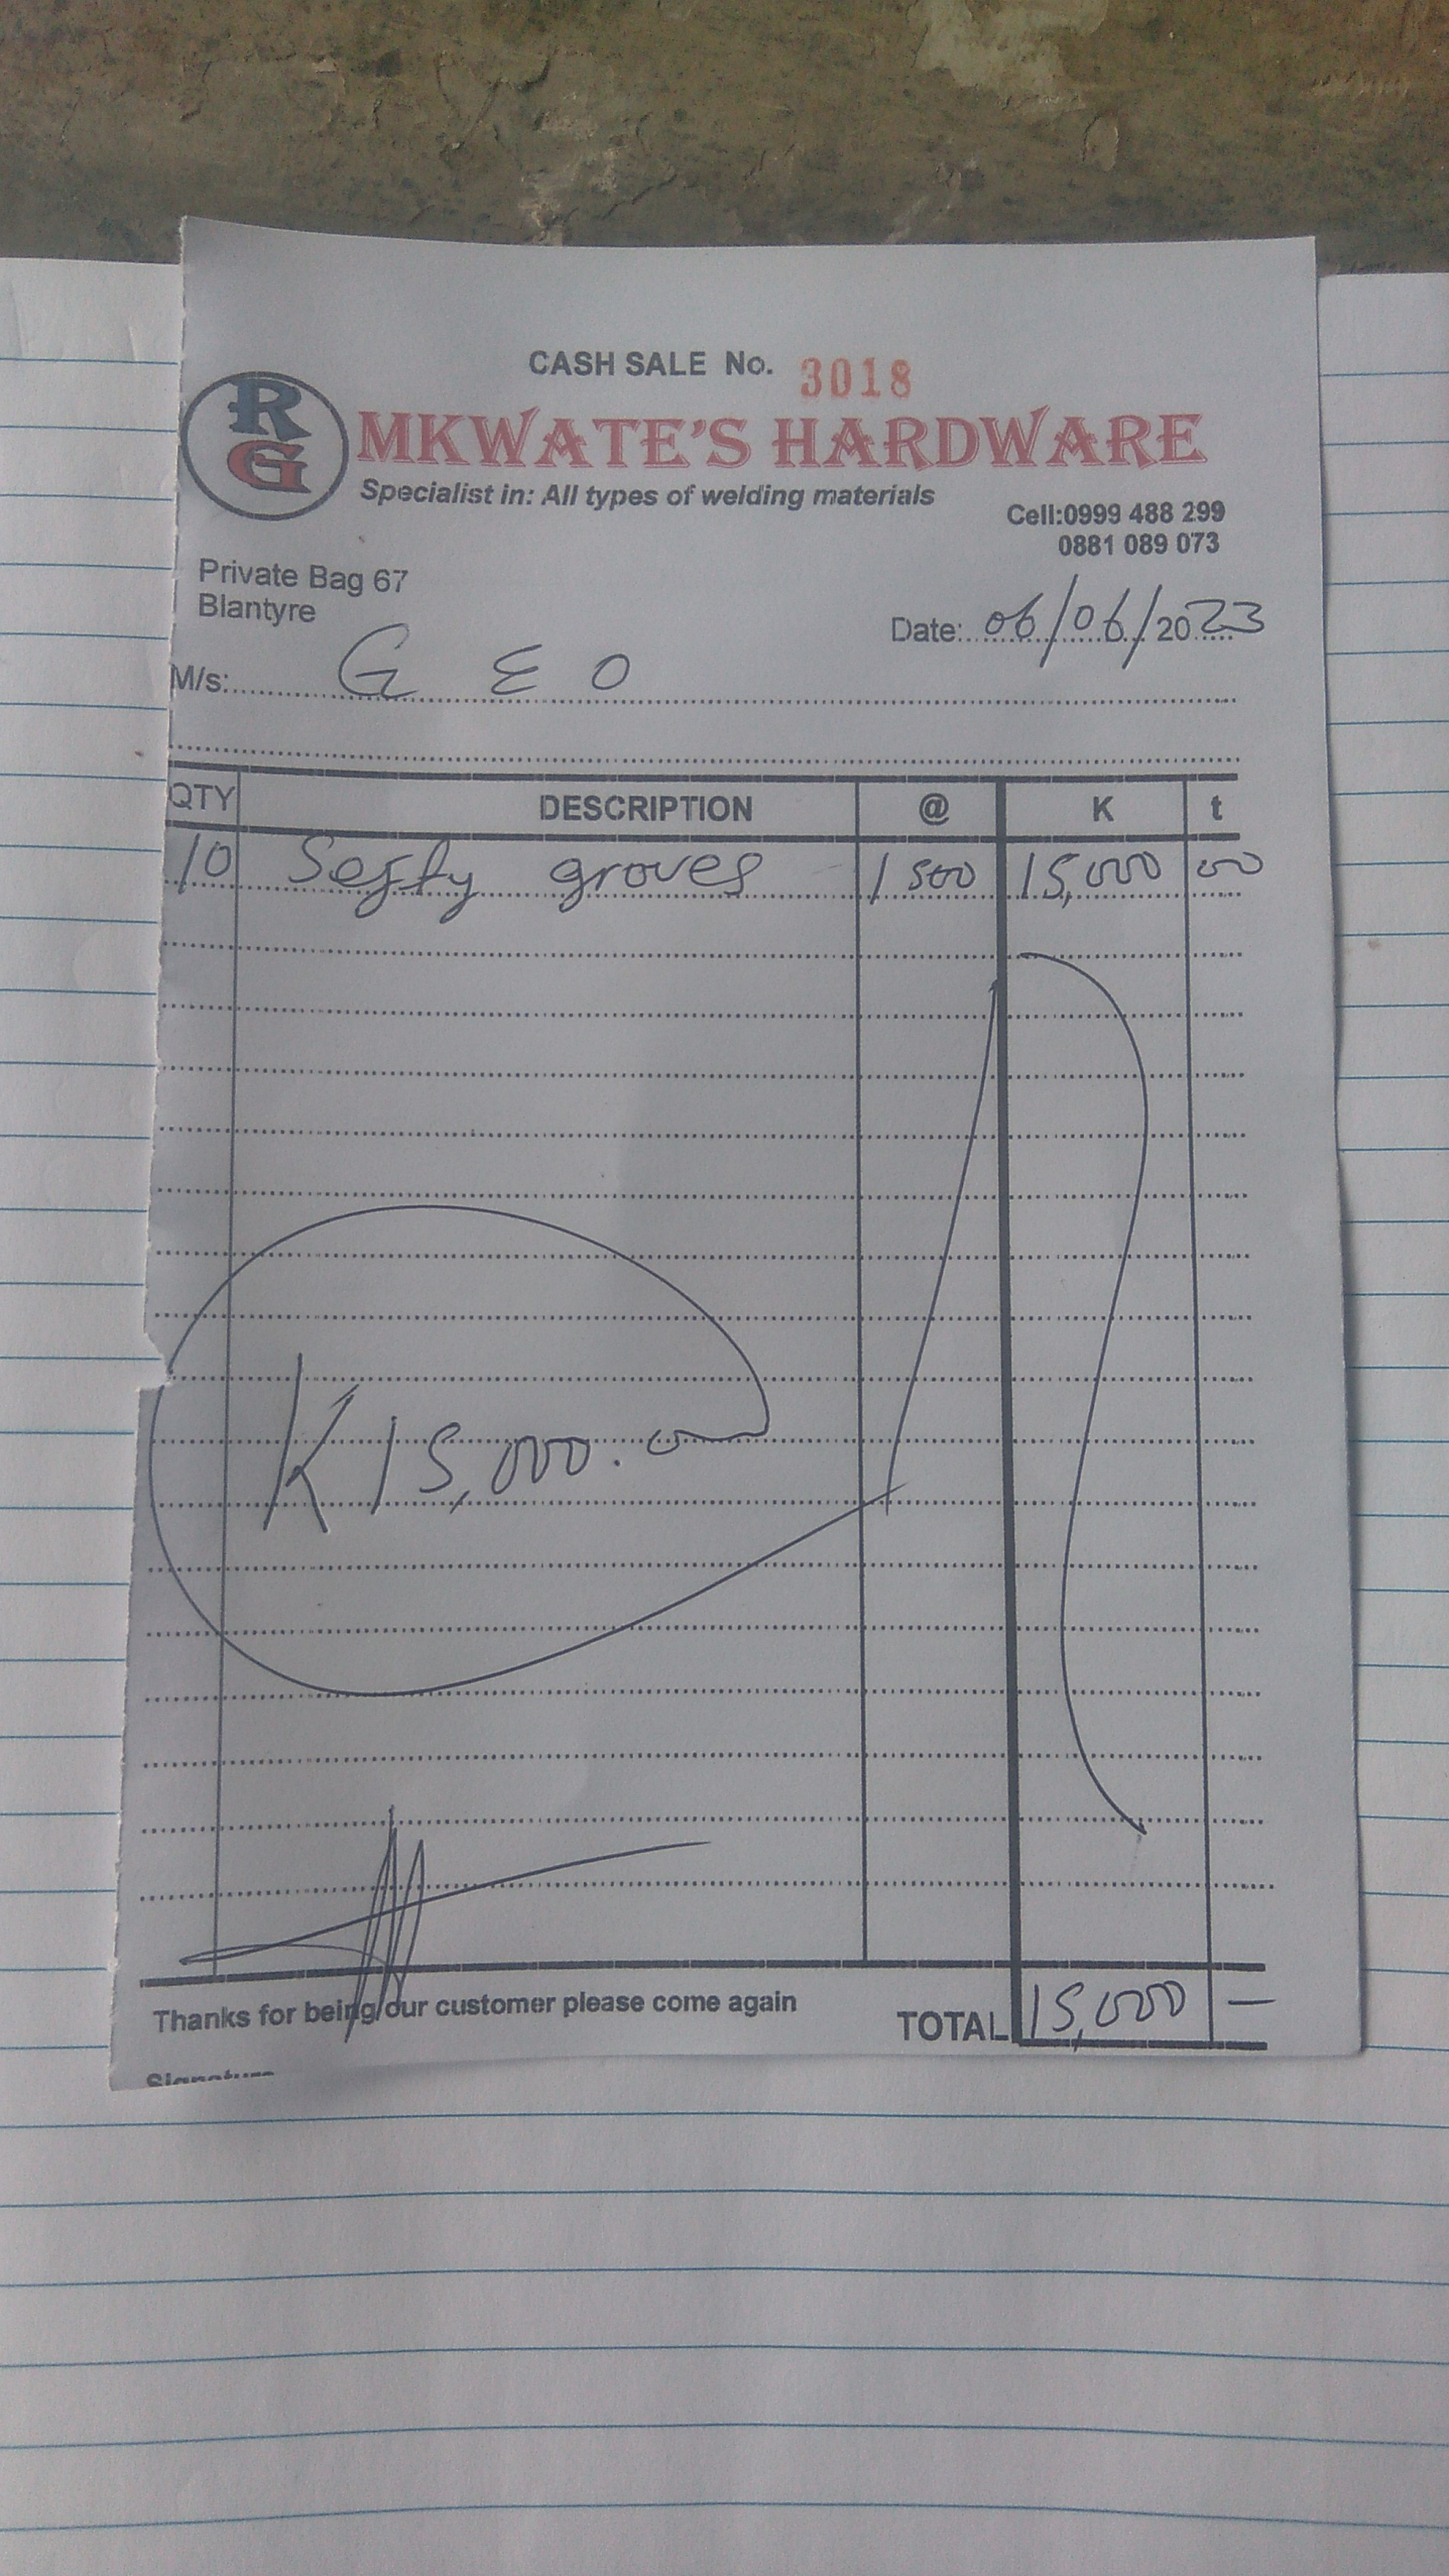 CASH SALE No. 3018
RG
MKWATE'S HARDWARE
Specialist in: All types of welding materials
Cell:0999 488 299
0881 089 073
Private Bag 67
Blantyre
Date: 06/06/2023
M/s: G E O
QTY DESCRIPTION @ K t
10 Sefty groves 1500 15,000 00
K15,000.0
Thanks for being our customer please come again
TOTAL 15,000 —
Signature